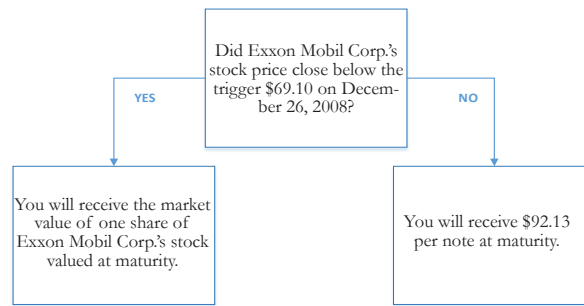 Did Exxon Mobil Corp.'s
stock price close below the
trigger $69.10 on Decem-
ber 26, 2008?
YES
NO
You will receive the market
value of one share of
Exxon Mobil Corp.'s stock
valued at maturity.
You will receive $92.13
per note at maturity.